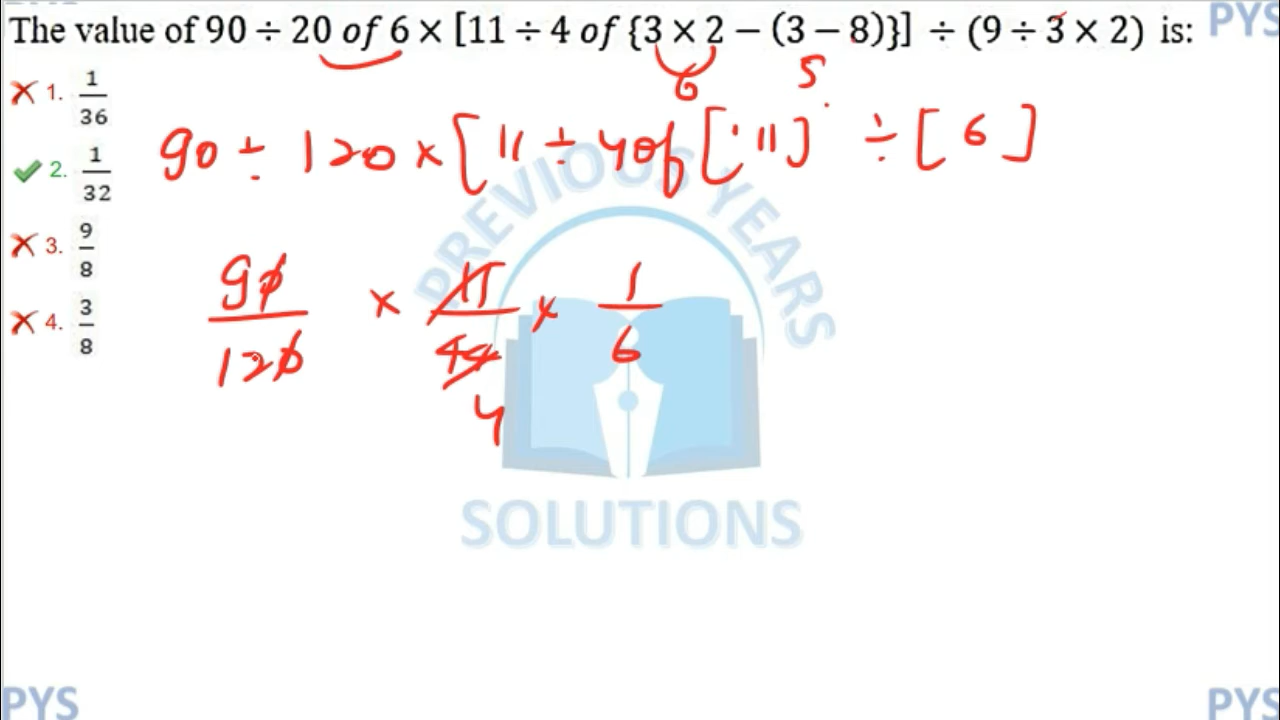 PYS
The value of 90 ÷ 20 of 6 × [11 ÷ 4 of {3 × 2 − (3 − 8)}] ÷ (9 ÷ 3 × 2) is:
6 5
1. 1/36
90 ÷ 120 × [11 ÷ 4 of [11] ÷ [6]
2. 1/32
3. 9/8
90/120 × 11/44 × 1/6
4
4. 3/8
PREVIOUS YEARS
SOLUTIONS
PYS PYS